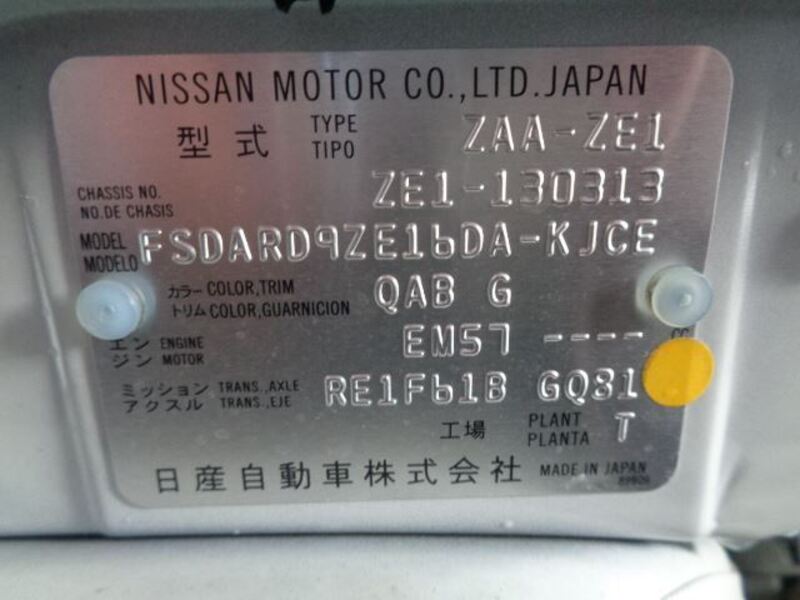 NISSAN MOTOR CO.,LTD.JAPAN
型式 TYPE TIPO ZAA-ZE1
CHASSIS NO. NO.DE CHASIS ZE1-130313
MODEL MODELO FSDARD9ZE16DA-KJCE
カラー COLOR,TRIM QAB G
トリム COLOR,GUARNICION
エン ENGINE EM57 ---- CC
ジン MOTOR
ミッション TRANS.,AXLE RE1F61B GQ81
アクスル TRANS.,EJE
工場 PLANT PLANTA T
日産自動車株式会社 MADE IN JAPAN